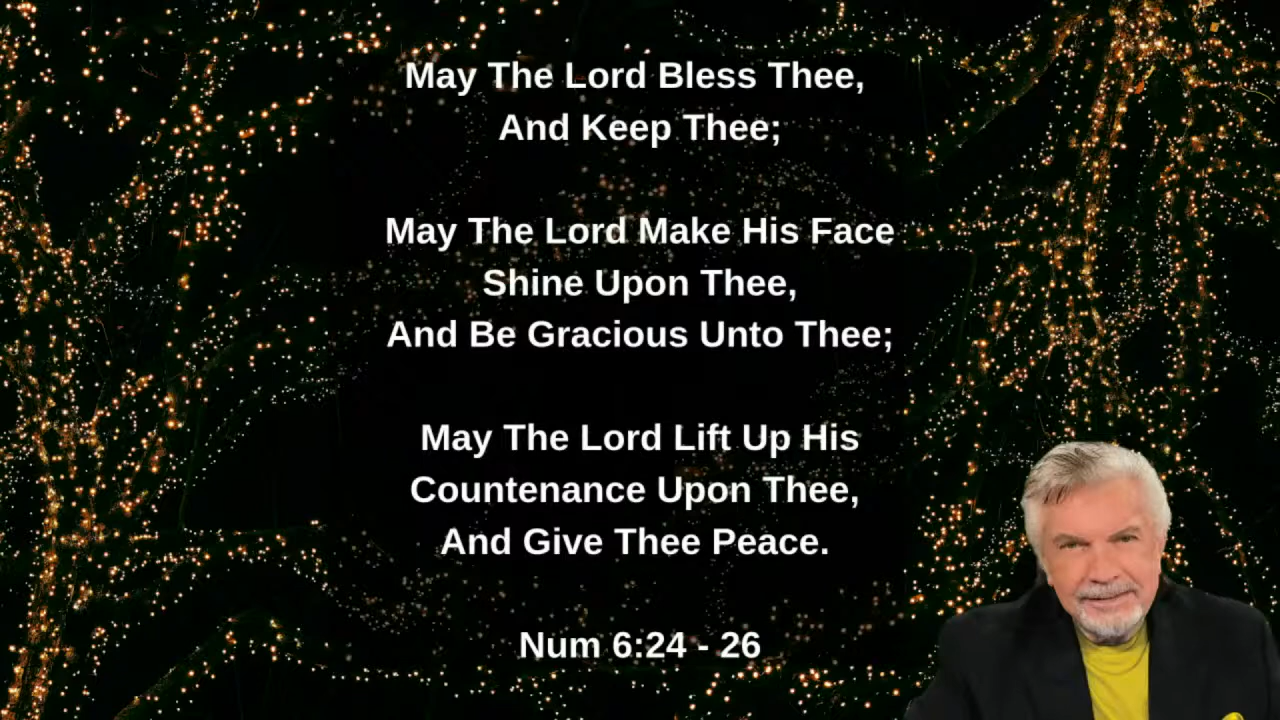 May The Lord Bless Thee,
And Keep Thee;
May The Lord Make His Face
Shine Upon Thee,
And Be Gracious Unto Thee;
May The Lord Lift Up His
Countenance Upon Thee,
And Give Thee Peace.
Num 6:24 - 26